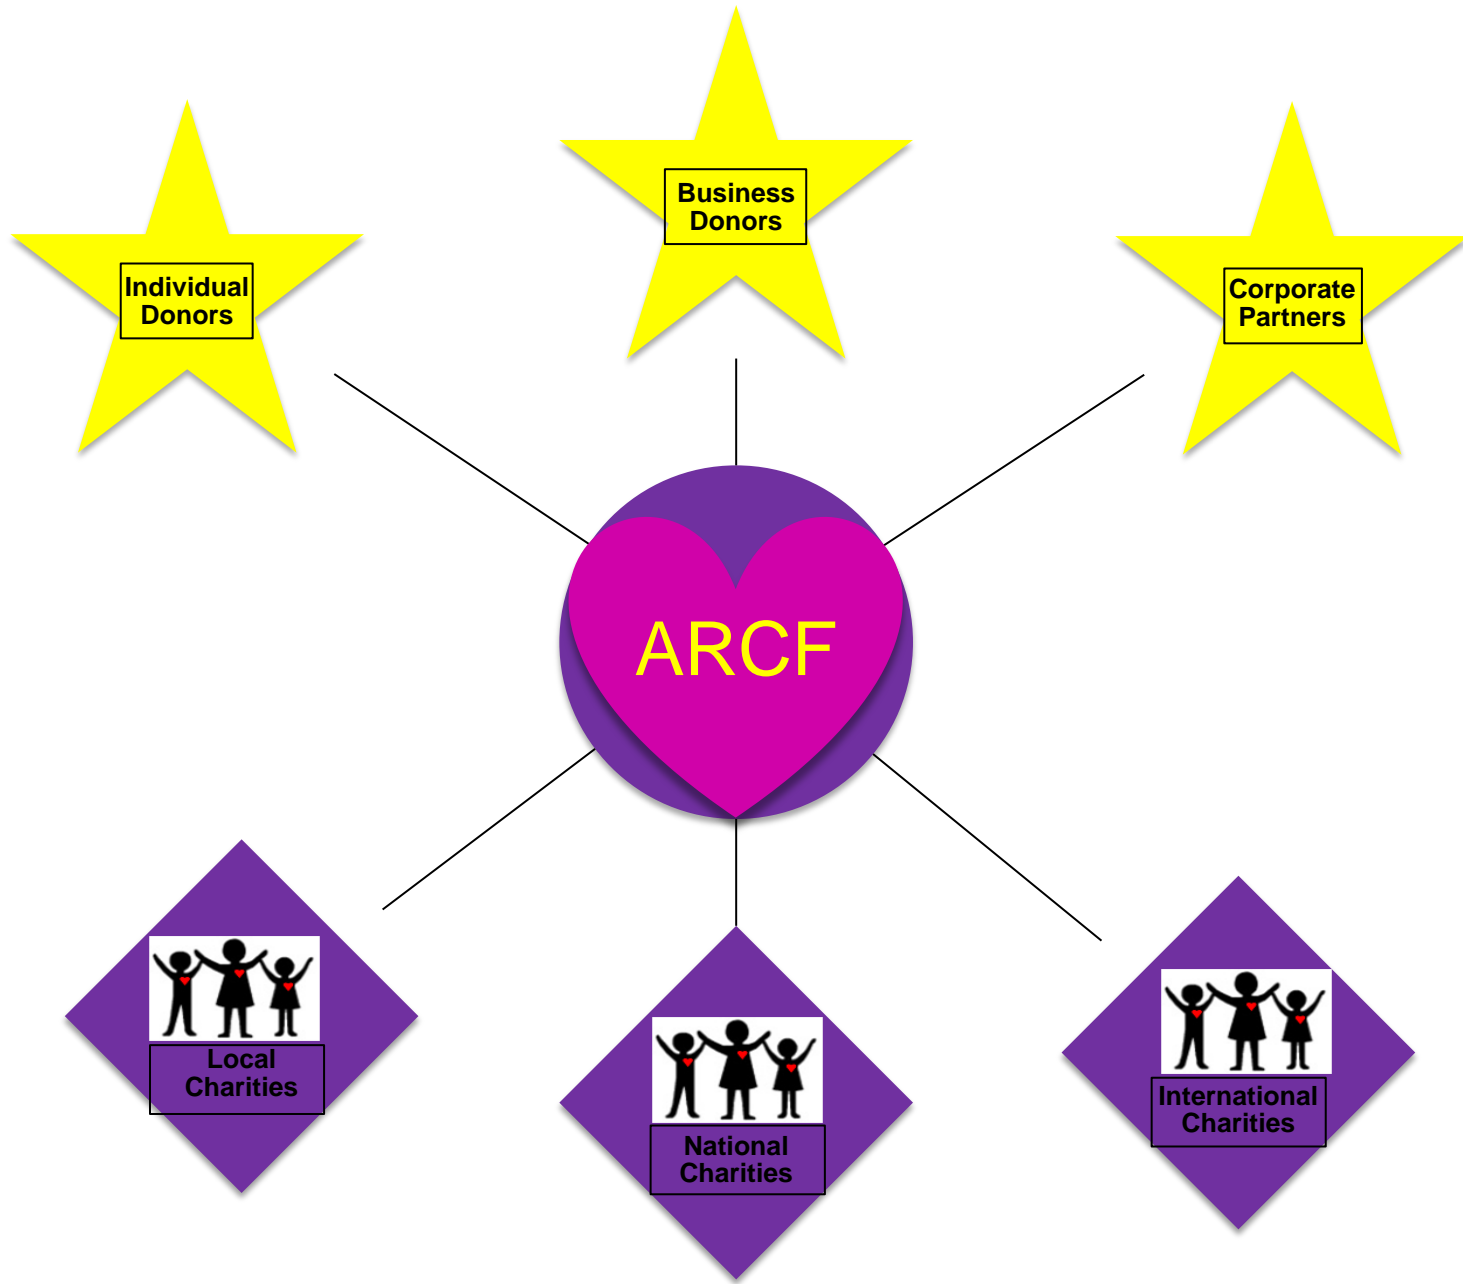 Business
Donors
Individual
Donors
Corporate
Partners
ARCF
Local
Charities
National
Charities
International
Charities